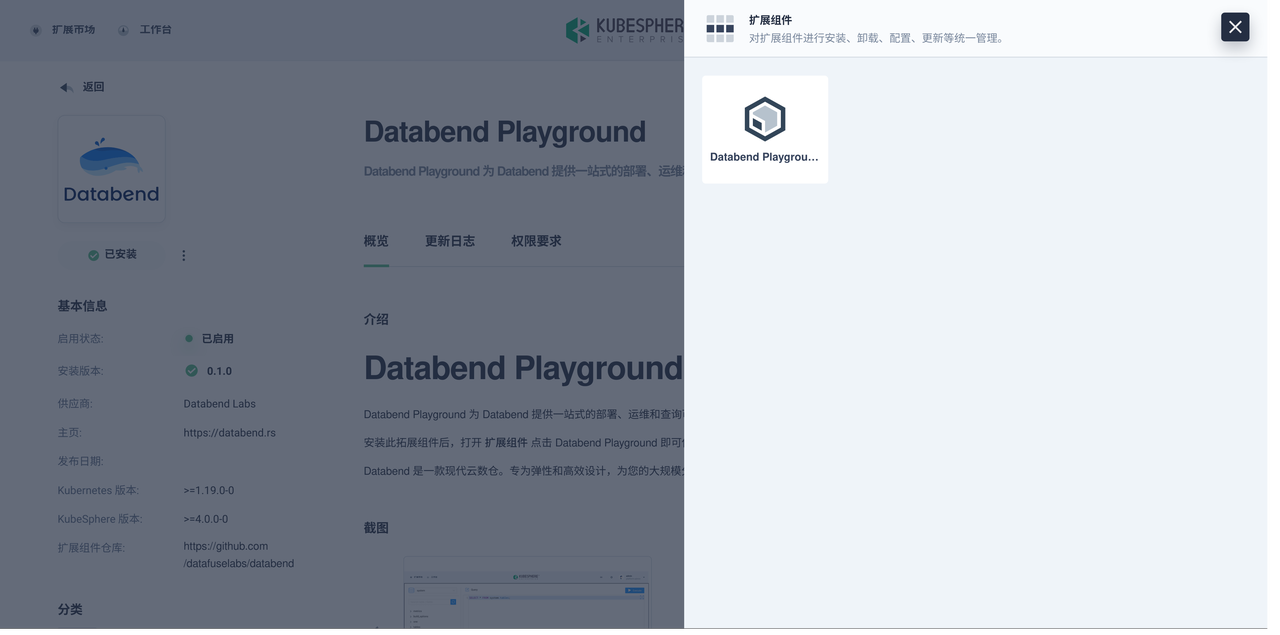 扩展市场
工作台
KUBESPHER
ENTERPRIS
返回
Databend
已安装
基本信息
启用状态:
已启用
安装版本:
0.1.0
供应商:
Databend Labs
主页:
https://databend.rs
发布日期:
Kubernetes 版本:
>=1.19.0-0
KubeSphere 版本:
>=4.0.0-0
扩展组件仓库:
https://github.com
/datafuselabs/databend
分类
Databend Playground
Databend Playground 为 Databend 提供一站式的部署、运维
概览
更新日志
权限要求
介绍
Databend Playground
Databend Playground 为 Databend 提供一站式的部署、运维和查询
安装此拓展组件后，打开 扩展组件 点击 Databend Playground 即可
Databend 是一款现代云数仓。专为弹性和高效设计，为您的大规模
截图
扩展组件
对扩展组件进行安装、卸载、配置、更新等统一管理。
Databend Playgrou...